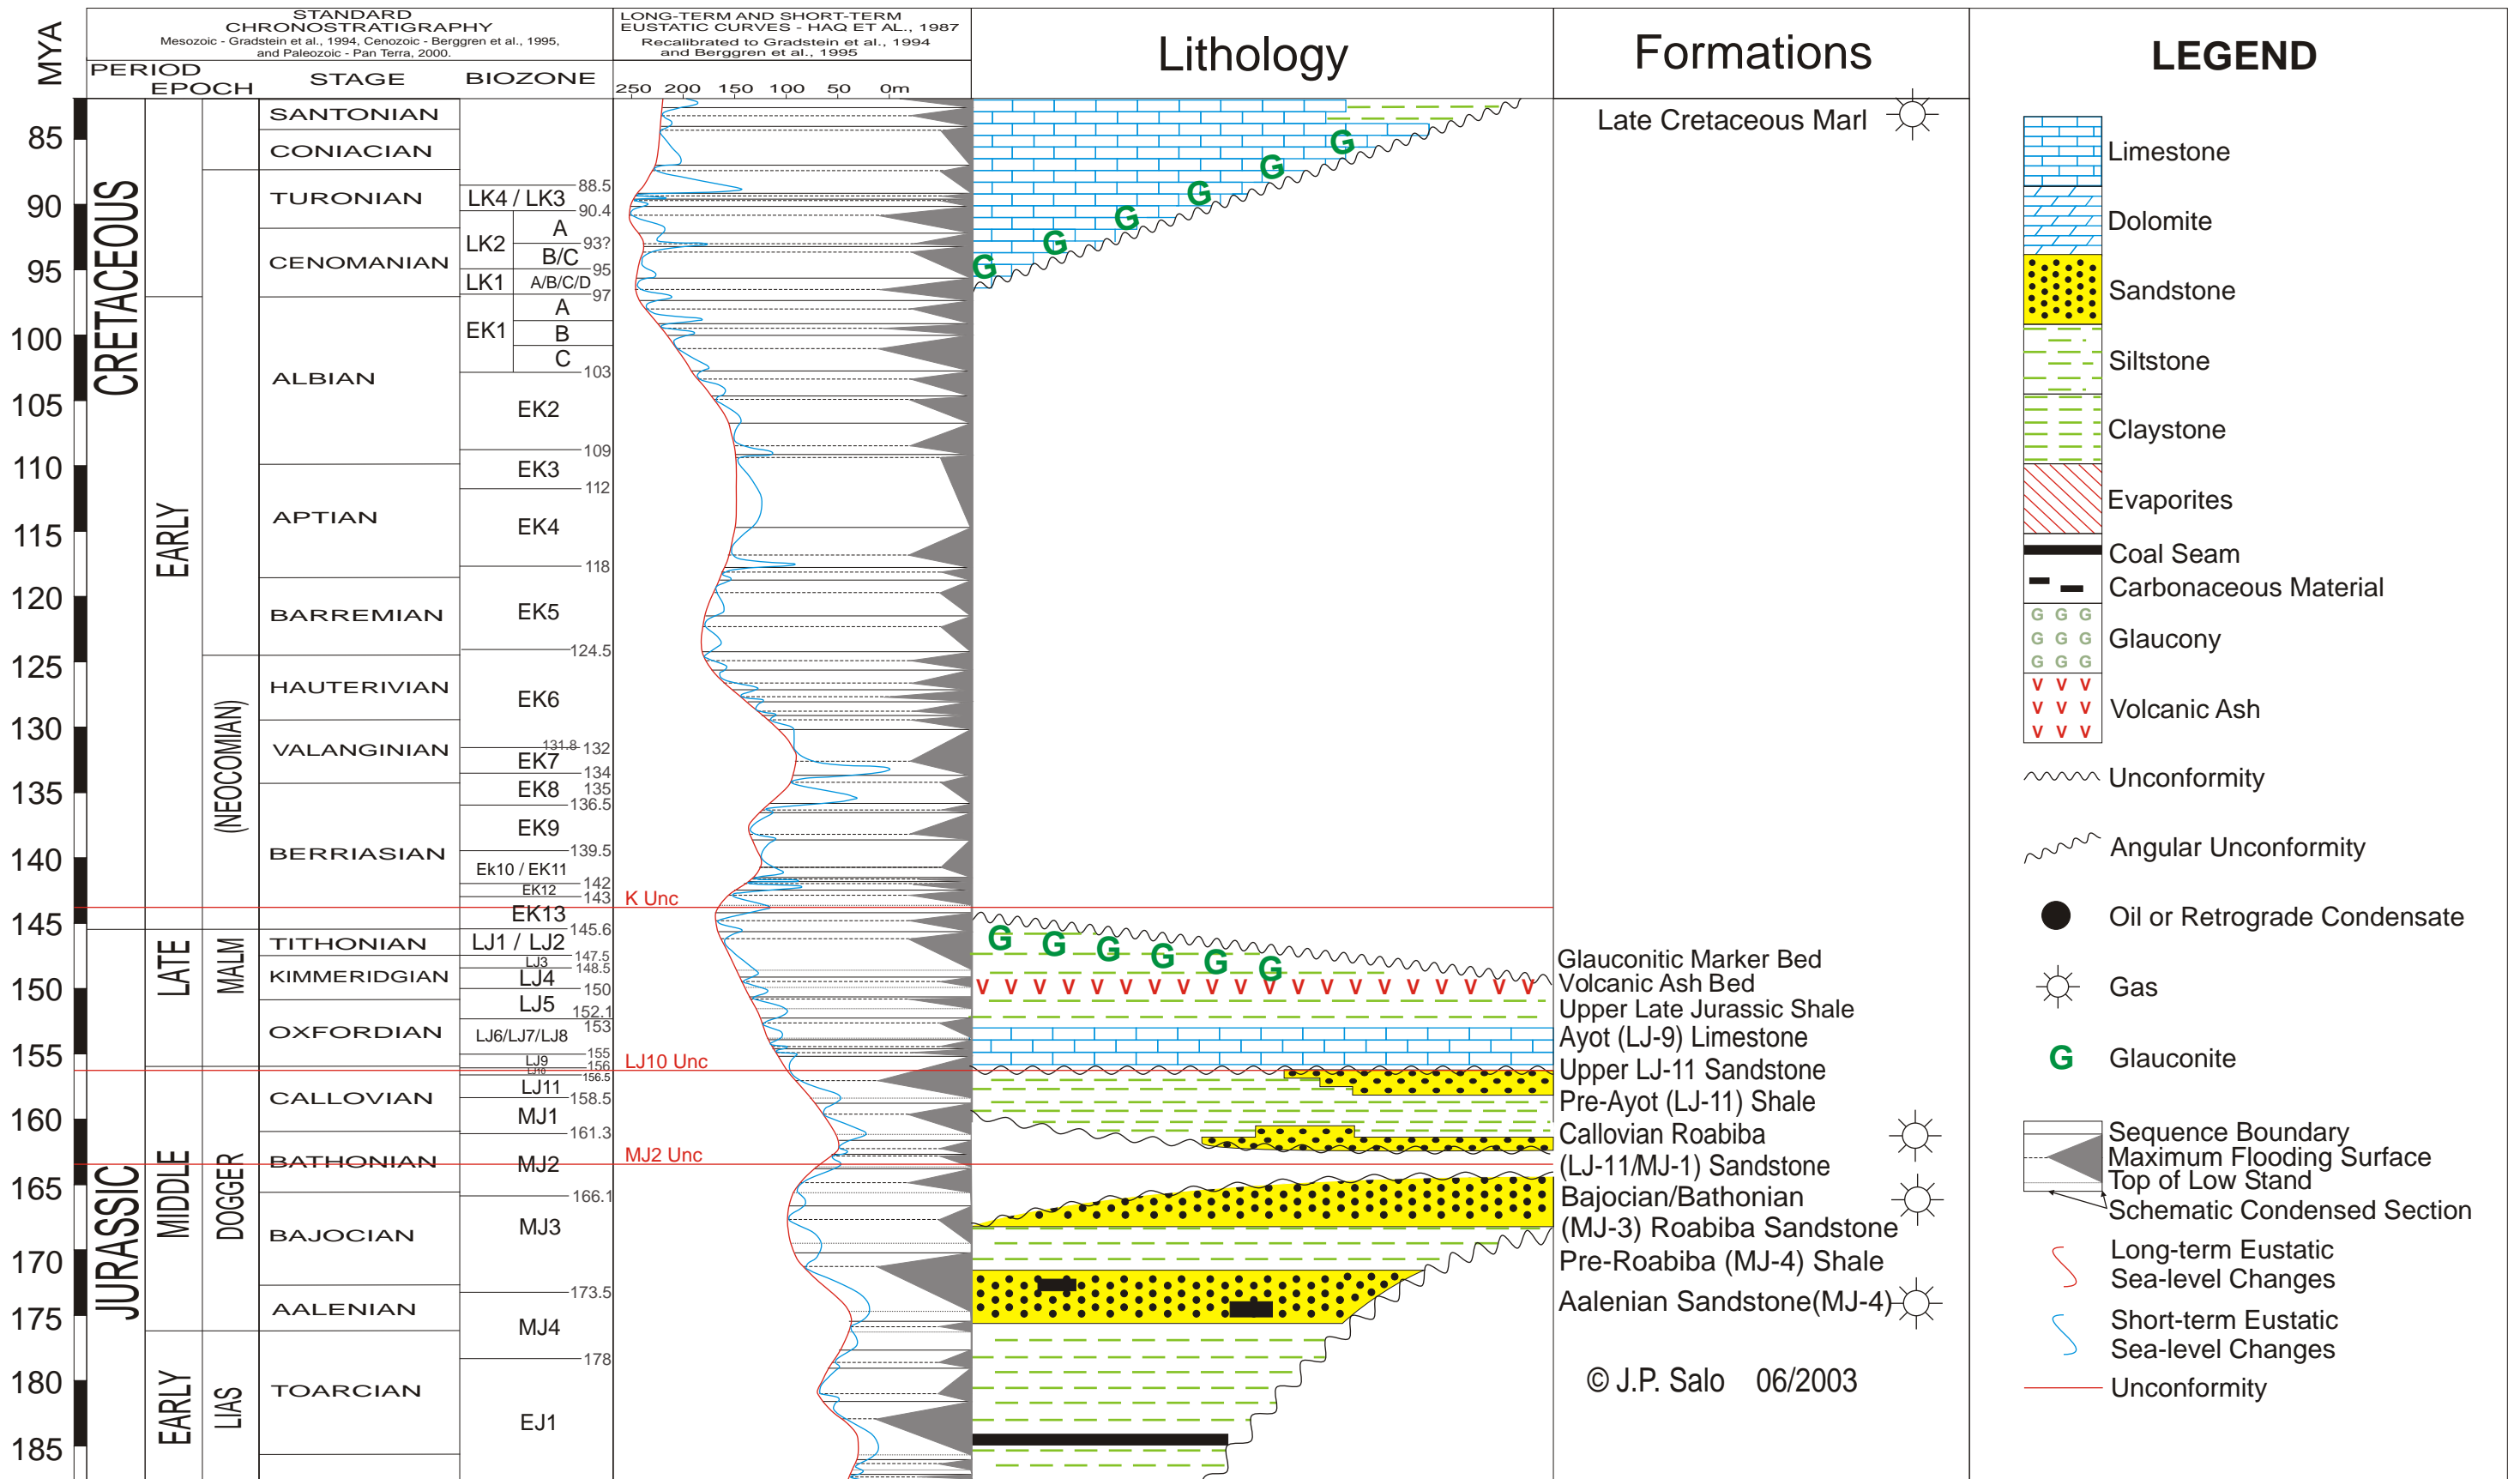 MYA
STANDARD
CHRONOSTRATIGRAPHY
Mesozoic - Gradstein et al., 1994, Cenozoic - Berggren et al., 1995,
and Paleozoic - Pan Terra, 2000.
PERIOD
EPOCH
STAGE
BIOZONE
LONG-TERM AND SHORT-TERM
EUSTATIC CURVES - HAQ ET AL., 1987
Recalibrated to Gradstein et al., 1994
and Berggren et al., 1995
250 200 150 100 50 0m
Lithology
Formations
LEGEND
85
90
95
100
105
110
115
120
125
130
135
140
145
150
155
160
165
170
175
180
185
CRETACEOUS
JURASSIC
EARLY
LATE
MIDDLE
EARLY
(NEOCOMIAN)
MALM
DOGGER
LIAS
SANTONIAN
CONIACIAN
TURONIAN
CENOMANIAN
ALBIAN
APTIAN
BARREMIAN
HAUTERIVIAN
VALANGINIAN
BERRIASIAN
TITHONIAN
KIMMERIDGIAN
OXFORDIAN
CALLOVIAN
BATHONIAN
BAJOCIAN
AALENIAN
TOARCIAN
88.5
LK4 / LK3
90.4
LK2
A
93?
B/C
95
LK1
A/B/C/D
97
EK1
A
B
C
103
EK2
109
EK3
112
EK4
118
EK5
124.5
EK6
131.8 132
EK7
134
EK8
135
136.5
EK9
139.5
Ek10 / EK11
142
EK12
143
EK13
145.6
LJ1 / LJ2
147.5
LJ3
148.5
LJ4
150
LJ5
152.1
153
LJ6/LJ7/LJ8
155
LJ9
156
LJ10
156.5
LJ11
158.5
MJ1
161.3
MJ2
166.1
MJ3
173.5
MJ4
178
EJ1
K Unc
LJ10 Unc
MJ2 Unc
G G G G G G
G G G G G G
V V V V V V V V V V V V V V V V V V V V
Late Cretaceous Marl
Glauconitic Marker Bed
Volcanic Ash Bed
Upper Late Jurassic Shale
Ayot (LJ-9) Limestone
Upper LJ-11 Sandstone
Pre-Ayot (LJ-11) Shale
Callovian Roabiba
(LJ-11/MJ-1) Sandstone
Bajocian/Bathonian
(MJ-3) Roabiba Sandstone
Pre-Roabiba (MJ-4) Shale
Aalenian Sandstone(MJ-4)
© J.P. Salo 06/2003
Limestone
Dolomite
Sandstone
Siltstone
Claystone
Evaporites
Coal Seam
Carbonaceous Material
G G G
G G G
G G G
Glaucony
V V V
V V V
V V V
Volcanic Ash
Unconformity
Angular Unconformity
Oil or Retrograde Condensate
Gas
G Glauconite
Sequence Boundary
Maximum Flooding Surface
Top of Low Stand
Schematic Condensed Section
Long-term Eustatic
Sea-level Changes
Short-term Eustatic
Sea-level Changes
Unconformity